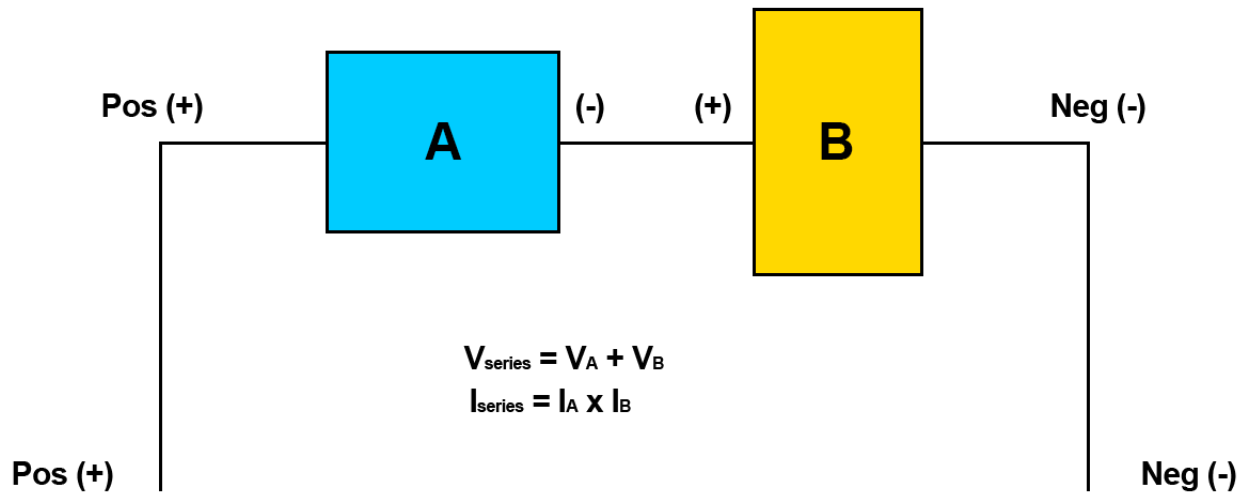 Pos (+)
A
(-)
(+)
B
Neg (-)
Vseries = VA + VB
Iseries = IA x IB
Pos (+)
Neg (-)